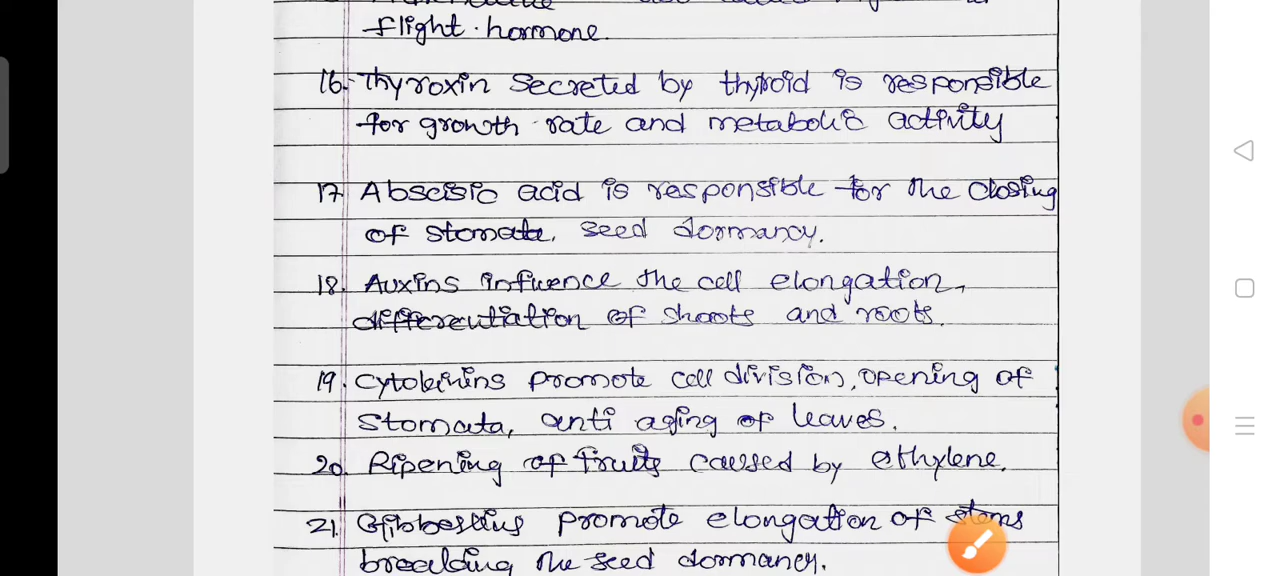 flight hormone.
16. Thyroxin secreted by thyroid is responsible
for growth rate and metabolic activity
17. Abscisic acid is responsible for the closing
of stomata, seed dormancy.
18. Auxins influence the cell elongation,
differentiation of shoots and roots.
19. Cytokinins promote cell division, opening of
stomata, anti aging of leaves.
20. Ripening of fruits caused by ethylene.
21. Gibberllins promote elongation of stems
breakding the seed dormancy.